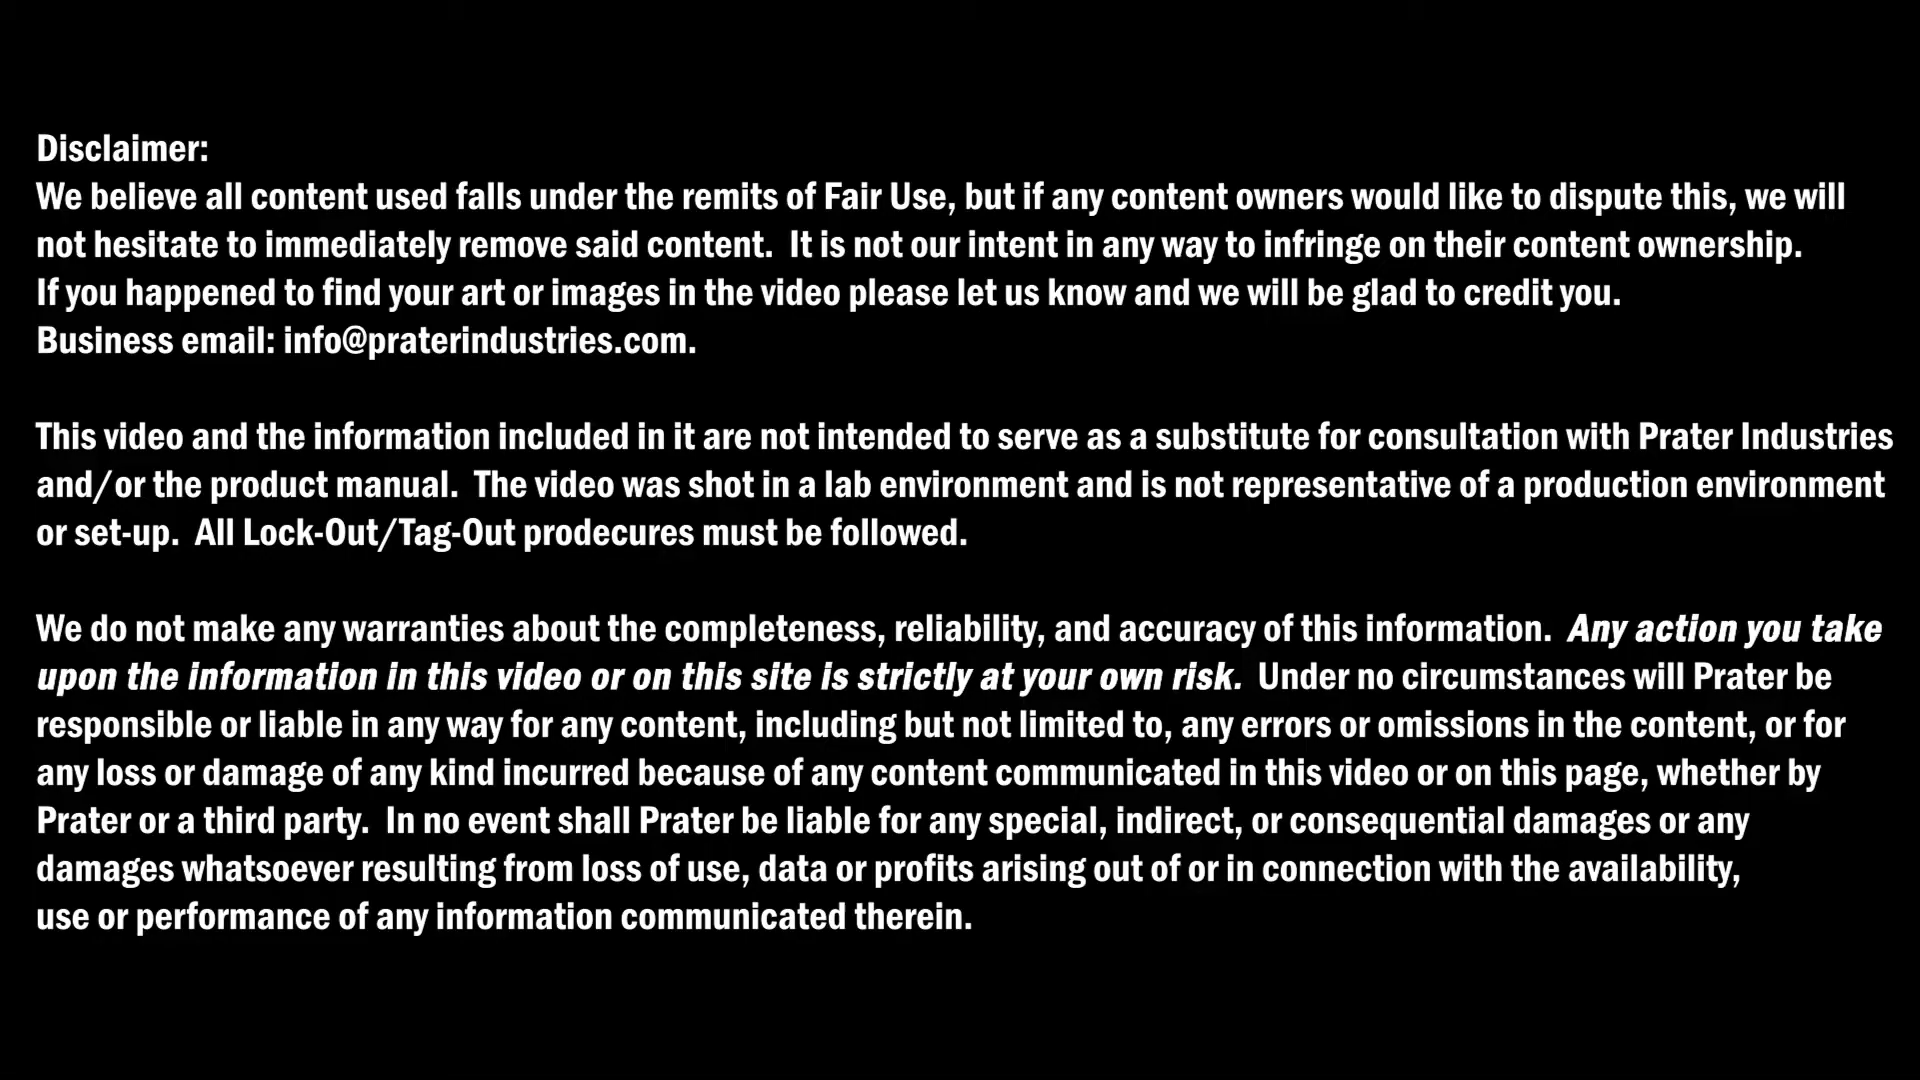 Disclaimer:
We believe all content used falls under the remits of Fair Use, but if any content owners would like to dispute this, we will
not hesitate to immediately remove said content.  It is not our intent in any way to infringe on their content ownership.
If you happened to find your art or images in the video please let us know and we will be glad to credit you.
Business email: info@praterindustries.com.
This video and the information included in it are not intended to serve as a substitute for consultation with Prater Industries
and/or the product manual.  The video was shot in a lab environment and is not representative of a production environment
or set-up.  All Lock-Out/Tag-Out prodecures must be followed.
We do not make any warranties about the completeness, reliability, and accuracy of this information.  Any action you take
upon the information in this video or on this site is strictly at your own risk.  Under no circumstances will Prater be
responsible or liable in any way for any content, including but not limited to, any errors or omissions in the content, or for
any loss or damage of any kind incurred because of any content communicated in this video or on this page, whether by
Prater or a third party.  In no event shall Prater be liable for any special, indirect, or consequential damages or any
damages whatsoever resulting from loss of use, data or profits arising out of or in connection with the availability,
use or performance of any information communicated therein.